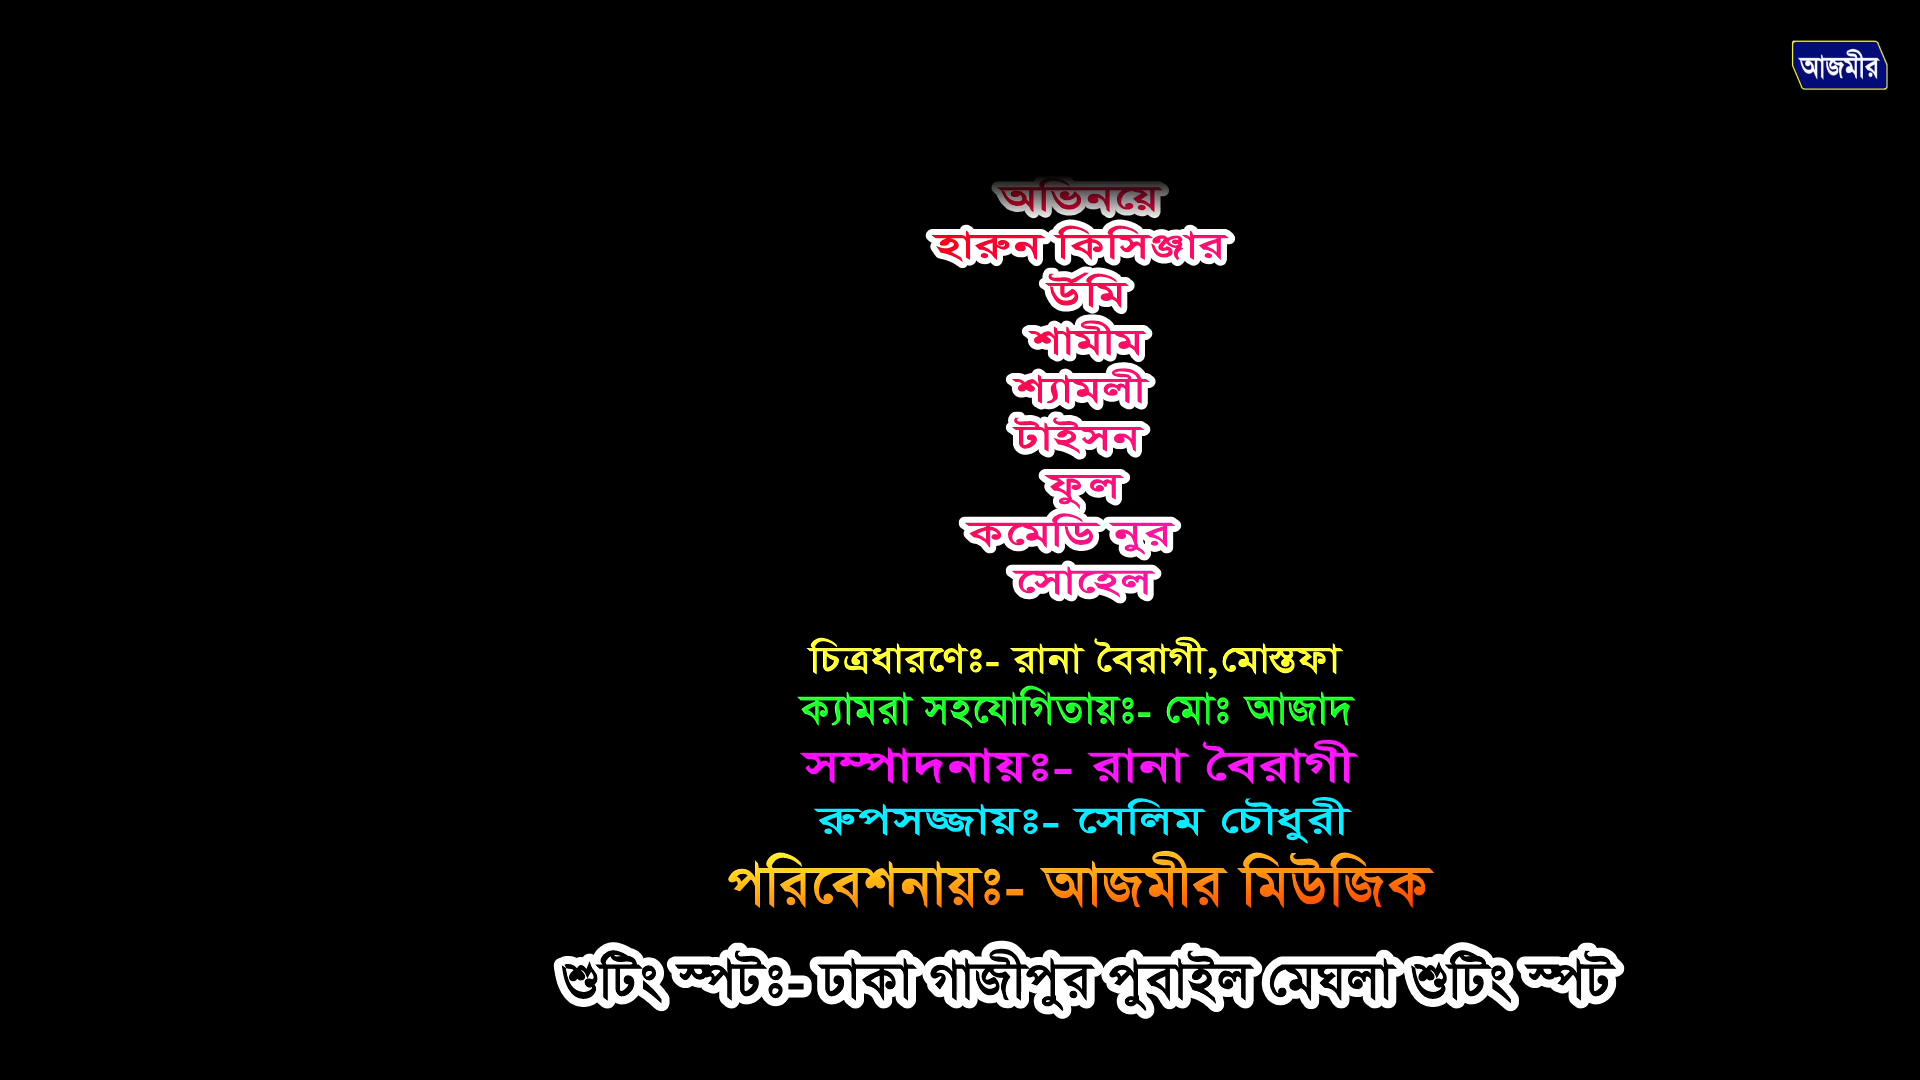 আজমীর
অভিনয়ে
হারুন কিসিঞ্জার
র্উমি
শামীম
শ্যামলী
টাইসন
ফুল
কমেডি নুর
সোহেল
চিত্রধারণেঃ- রানা বৈরাগী,মোস্তফা
ক্যামরা সহযোগিতায়ঃ- মোঃ আজাদ
সম্পাদনায়ঃ- রানা বৈরাগী
রুপসজ্জায়ঃ- সেলিম চৌধুরী
পরিবেশনায়ঃ- আজমীর মিউজিক
শুটিং স্পটঃ- ঢাকা গাজীপুর পুবাইল মেঘলা শুটিং স্পট